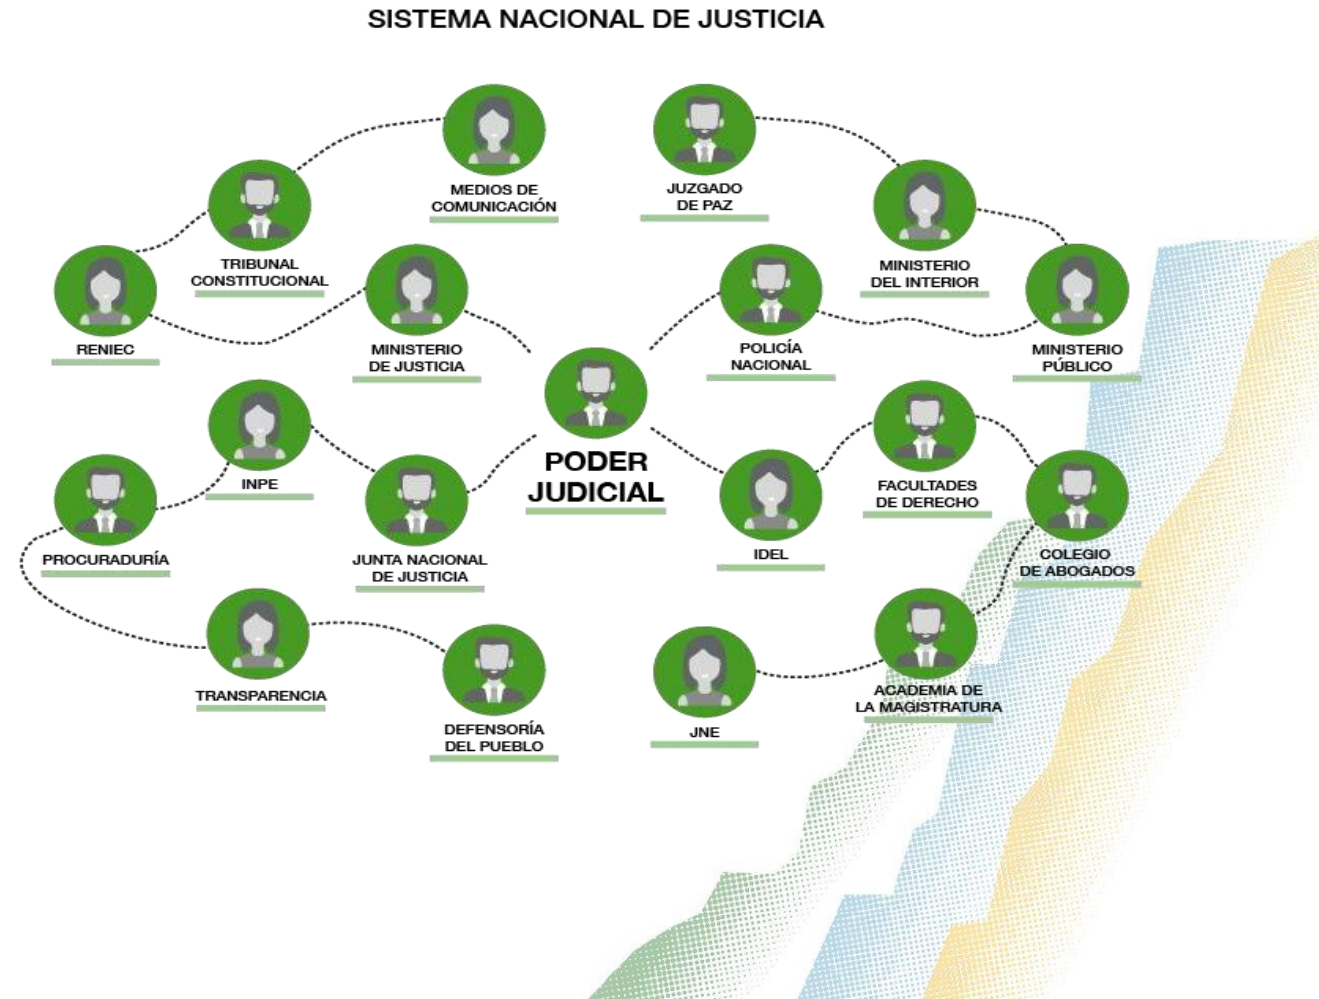 SISTEMA NACIONAL DE JUSTICIA
MEDIOS DE
COMUNICACIÓN
JUZGADO
DE PAZ
TRIBUNAL
CONSTITUCIONAL
MINISTERIO
DEL INTERIOR
RENIEC
MINISTERIO
DE JUSTICIA
POLICÍA
NACIONAL
MINISTERIO
PÚBLICO
PODER
JUDICIAL
INPE
FACULTADES
DE DERECHO
PROCURADURÍA
JUNTA NACIONAL
DE JUSTICIA
IDEL
COLEGIO
DE ABOGADOS
TRANSPARENCIA
DEFENSORÍA
DEL PUEBLO
JNE
ACADEMIA DE
LA MAGISTRATURA